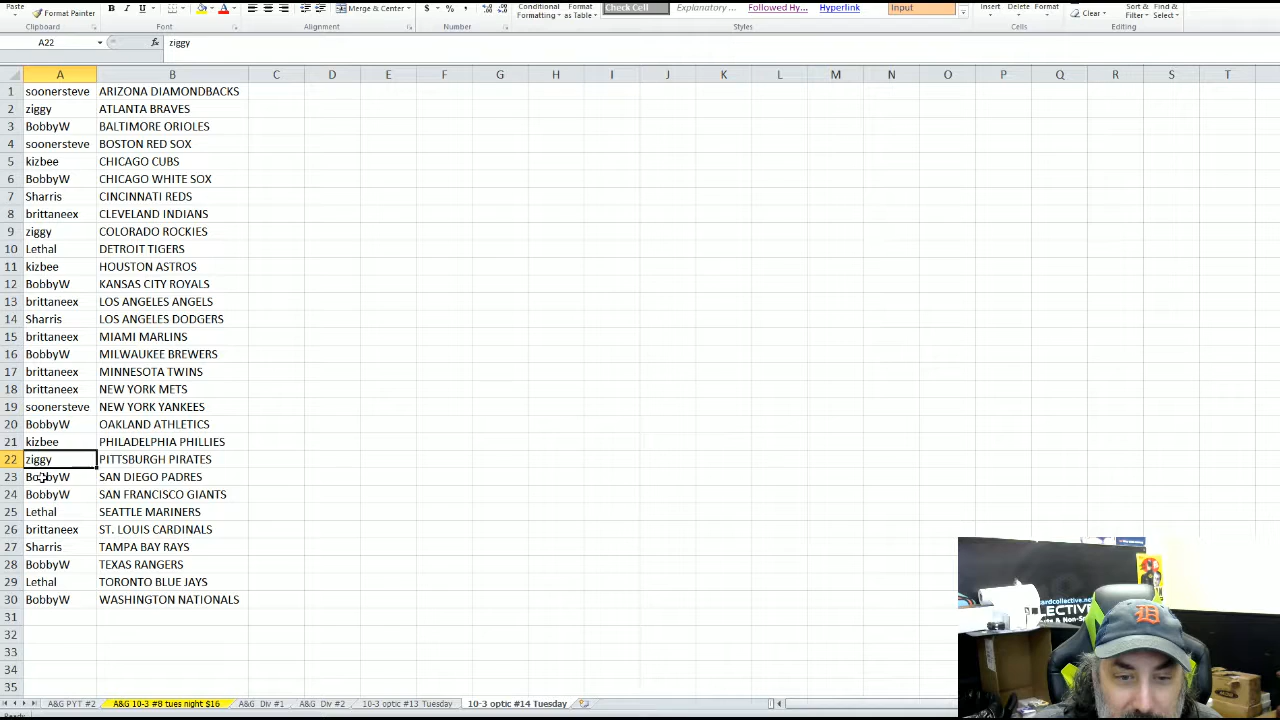 Paste
Format Painter
B I U
Merge & Center
$ % ,
Conditional Formatting
Format as Table
Check Cell
Explanatory ...
Followed Hy...
Hyperlink
Input
Insert
Delete
Format
Clear
Sort & Filter
Find & Select
Clipboard
Font
Alignment
Number
Styles
Cells
Editing
A22
fx
ziggy
A B C D E F G H I J K L M N O P Q R S T
1 soonersteve ARIZONA DIAMONDBACKS
2 ziggy ATLANTA BRAVES
3 BobbyW BALTIMORE ORIOLES
4 soonersteve BOSTON RED SOX
5 kizbee CHICAGO CUBS
6 BobbyW CHICAGO WHITE SOX
7 Sharris CINCINNATI REDS
8 brittaneex CLEVELAND INDIANS
9 ziggy COLORADO ROCKIES
10 Lethal DETROIT TIGERS
11 kizbee HOUSTON ASTROS
12 BobbyW KANSAS CITY ROYALS
13 brittaneex LOS ANGELES ANGELS
14 Sharris LOS ANGELES DODGERS
15 brittaneex MIAMI MARLINS
16 BobbyW MILWAUKEE BREWERS
17 brittaneex MINNESOTA TWINS
18 brittaneex NEW YORK METS
19 soonersteve NEW YORK YANKEES
20 BobbyW OAKLAND ATHLETICS
21 kizbee PHILADELPHIA PHILLIES
22 ziggy PITTSBURGH PIRATES
23 BobbyW SAN DIEGO PADRES
24 BobbyW SAN FRANCISCO GIANTS
25 Lethal SEATTLE MARINERS
26 brittaneex ST. LOUIS CARDINALS
27 Sharris TAMPA BAY RAYS
28 BobbyW TEXAS RANGERS
29 Lethal TORONTO BLUE JAYS
30 BobbyW WASHINGTON NATIONALS
31
32
33
34
35
ardcollective.ne
LECTIVE
D
A&G PYT #2
A&G 10-3 #8 tues night $16
A&G Div #1
A&G Div #2
10-3 optic #13 Tuesday
10-3 optic #14 Tuesday
Ready